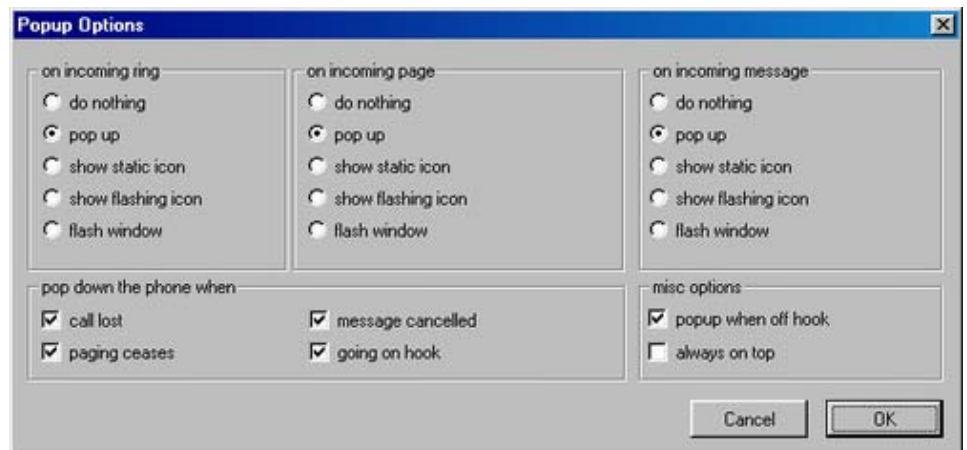 Popup Options
on incoming ring
do nothing
pop up
show static icon
show flashing icon
flash window
on incoming page
do nothing
pop up
show static icon
show flashing icon
flash window
on incoming message
do nothing
pop up
show static icon
show flashing icon
flash window
pop down the phone when
call lost
message cancelled
paging ceases
going on hook
misc options
popup when off hook
always on top
Cancel
OK